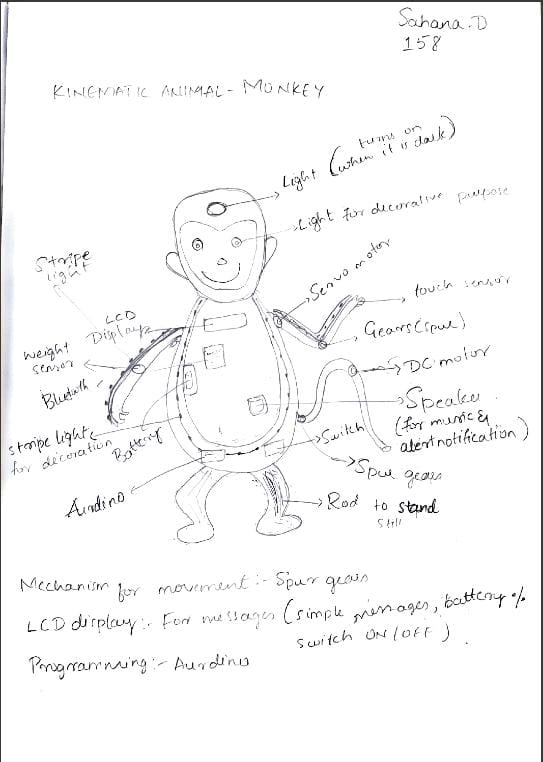 Sahana.D
158
KINEMATIC ANIMAL - MONKEY
Light (turns on
when it is dark)
Light for decorative purpose
Stripe
light
Servo motor
touch sensor
LCD
Display
Gears (spur)
weight
sensor
DC motor
Bluetuth
Speaker
(for music &
alert notification)
stripe light
for decoration
Battery
Switch
Spur gears
Aurdino
Rod to stand
still
Mechanism for movement :- Spur gears
LCD display :- For messages (simple messages, battery %
switch ON/OFF)
Programming :- Aurdino